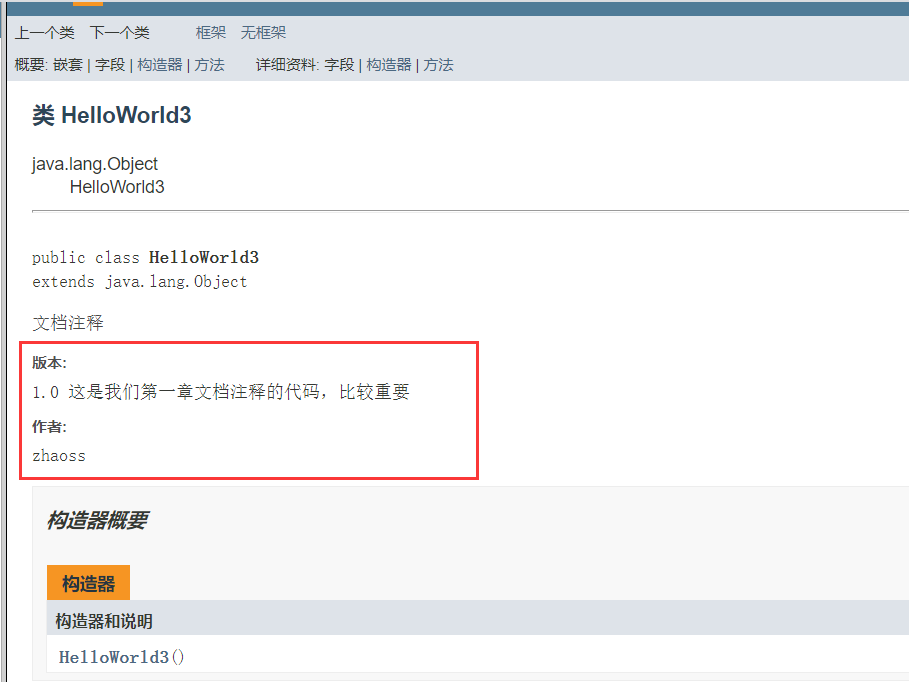 上一个类 下一个类 框架 无框架
概要: 嵌套 | 字段 | 构造器 | 方法 详细资料: 字段 | 构造器 | 方法
类 HelloWorld3
java.lang.Object
HelloWorld3
public class HelloWorld3
extends java.lang.Object
文档注释
版本:
1.0 这是我们第一章文档注释的代码，比较重要
作者:
zhaoss
构造器概要
构造器
构造器和说明
HelloWorld3()